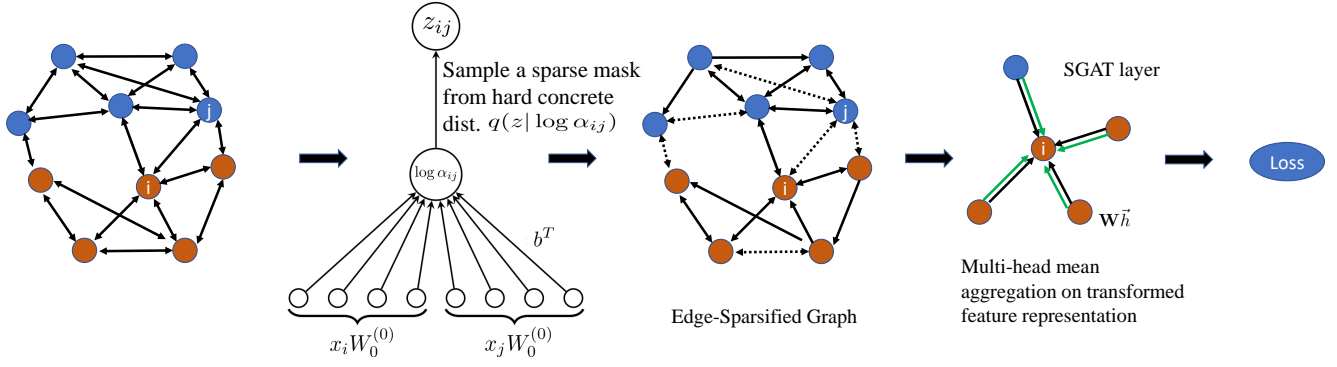 j
i
z_{ij}
Sample a sparse mask
from hard concrete
dist. q(z| log α_{ij})
log α_{ij}
b^T
x_i W_0^{(0)}
x_j W_0^{(0)}
j
i
Edge-Sparsified Graph
SGAT layer
i
Wh⃗
Multi-head mean
aggregation on transformed
feature representation
Loss